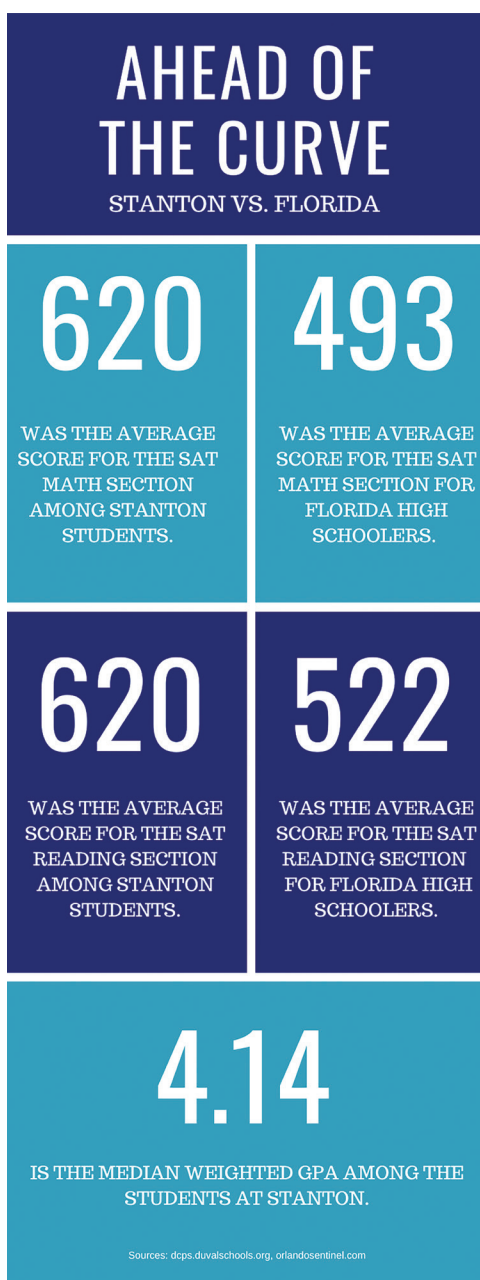 AHEAD OF
THE CURVE
STANTON VS. FLORIDA
620
WAS THE AVERAGE
SCORE FOR THE SAT
MATH SECTION
AMONG STANTON
STUDENTS.
493
WAS THE AVERAGE
SCORE FOR THE SAT
MATH SECTION FOR
FLORIDA HIGH
SCHOOLERS.
620
WAS THE AVERAGE
SCORE FOR THE SAT
READING SECTION
AMONG STANTON
STUDENTS.
522
WAS THE AVERAGE
SCORE FOR THE SAT
READING SECTION
FOR FLORIDA HIGH
SCHOOLERS.
4.14
IS THE MEDIAN WEIGHTED GPA AMONG THE
STUDENTS AT STANTON.
Sources: dcps.duvalschools.org, orlandosentinel.com